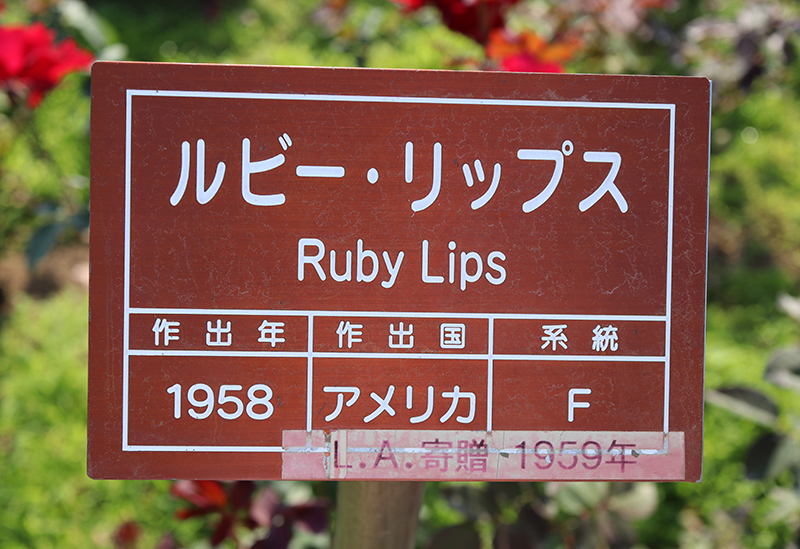 ルビー・リップス
Ruby Lips
作出年 作出国 系統
1958 アメリカ F
L.A.寄贈 1959年